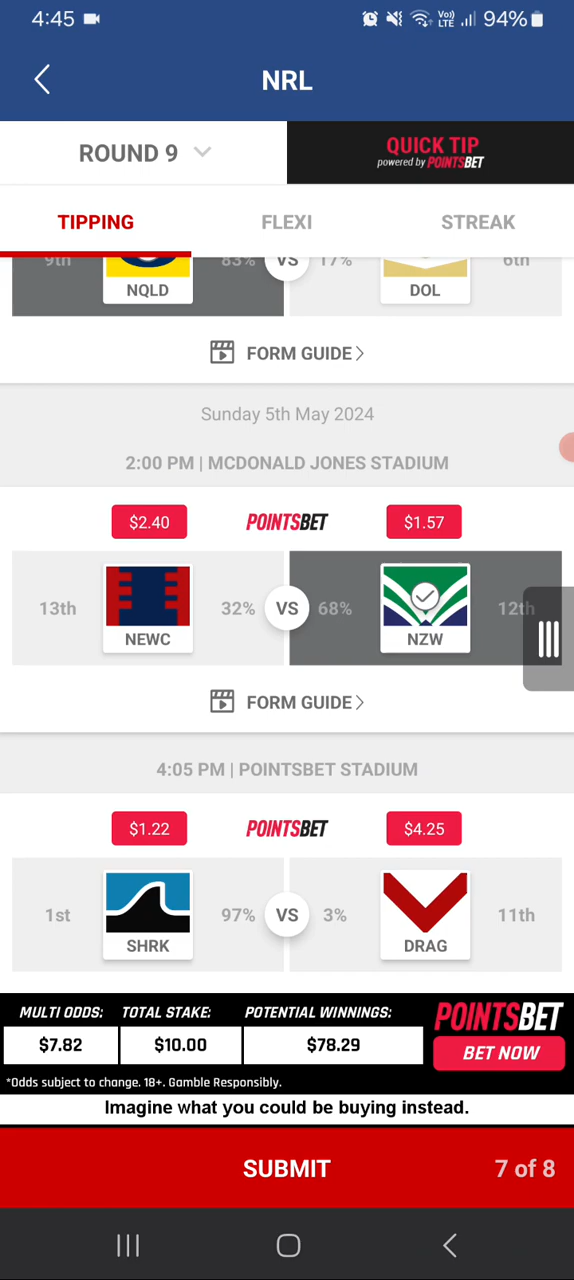 4:45 Vo)) LTE 94%
NRL
ROUND 9
QUICK TIP
powered by POINTSBET
TIPPING FLEXI STREAK
9th 83% VS 17% 6th
NQLD DOL
FORM GUIDE
Sunday 5th May 2024
2:00 PM | MCDONALD JONES STADIUM
$2.40 POINTSBET $1.57
13th 32% VS 68% 12th
NEWC NZW
FORM GUIDE
4:05 PM | POINTSBET STADIUM
$1.22 POINTSBET $4.25
1st 97% VS 3% 11th
SHRK DRAG
MULTI ODDS: TOTAL STAKE: POTENTIAL WINNINGS: POINTSBET
$7.82 $10.00 $78.29 BET NOW
*Odds subject to change. 18+. Gamble Responsibly.
Imagine what you could be buying instead.
SUBMIT 7 of 8